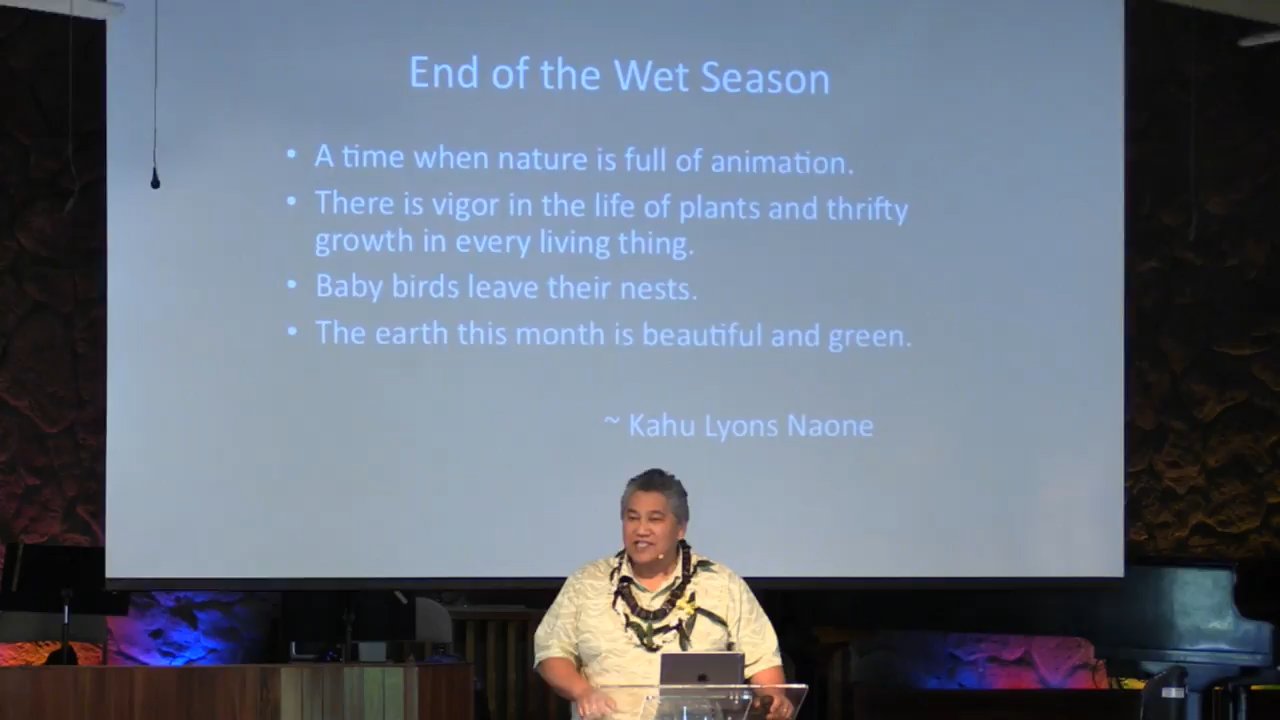 End of the Wet Season
• A time when nature is full of animation.
• There is vigor in the life of plants and thrifty
growth in every living thing.
• Baby birds leave their nests.
• The earth this month is beautiful and green.
~ Kahu Lyons Naone